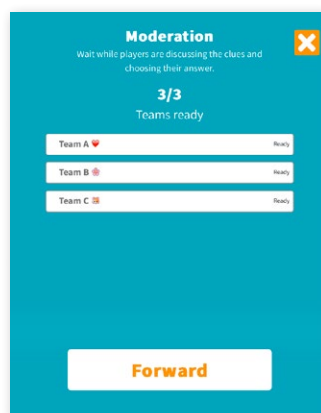 Moderation
Wait while players are discussing the clues and
choosing their answer.
3/3
Teams ready
Team A ❤️ Ready
Team B 🌸 Ready
Team C Ready
Forward